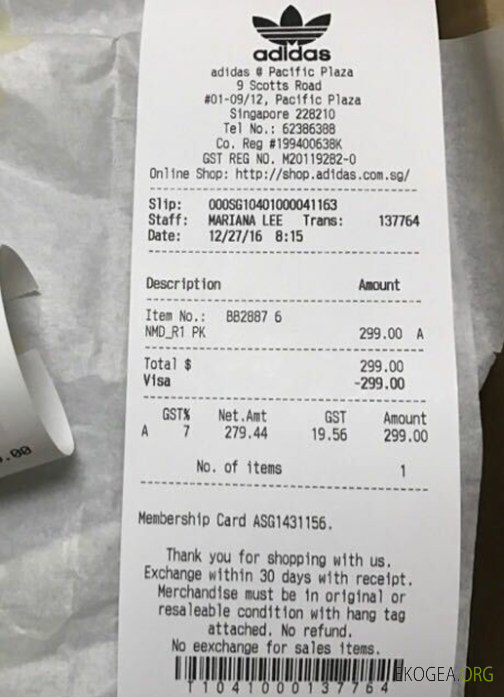 adidas
adidas @ Pacific Plaza
9 Scotts Road
#01-09/12, Pacific Plaza
Singapore 228210
Tel No.: 62386388
Co. Reg #199400638K
GST REG NO. M20119282-0
Online Shop: http://shop.adidas.com.sg/
Slip: 000SG10401000041163
Staff: MARIANA LEE Trans: 137764
Date: 12/27/16 8:15
Description Amount
Item No.: BB2887 6
NMD_R1 PK 299.00 A
Total $ 299.00
Visa -299.00
GST% Net.Amt GST Amount
A 7 279.44 19.56 299.00
No. of items 1
Membership Card ASG1431156.
Thank you for shopping with us.
Exchange within 30 days with receipt.
Merchandise must be in original or
resaleable condition with hang tag
attached. No refund.
No eexchange for sales items.
T1041000137764
EKOGEA.ORG
.00